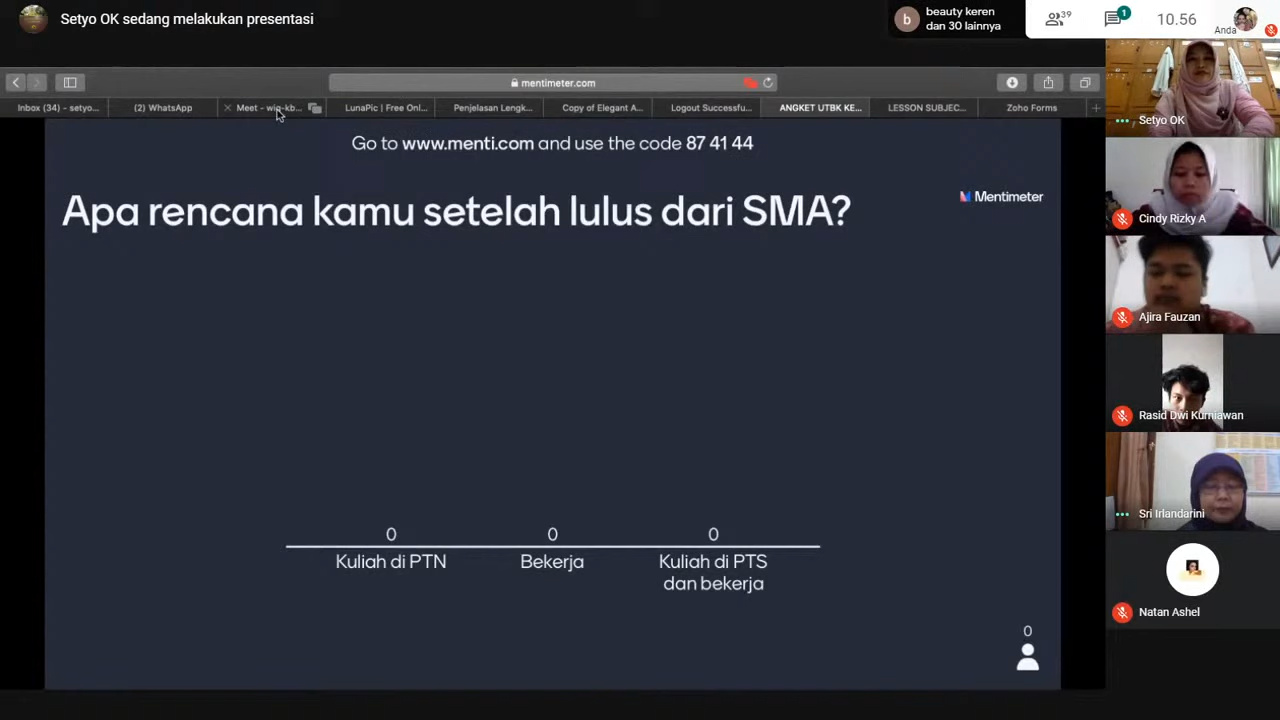 Setyo OK sedang melakukan presentasi
b
beauty keren
dan 30 lainnya
39
1
10.56
Anda
mentimeter.com
Inbox (34) - setyo...
(2) WhatsApp
Meet - wiq-kb...
LunaPic | Free Onl...
Penjelasan Lengk...
Copy of Elegant A...
Logout Successfu...
ANGKET UTBK KE...
LESSON SUBJEC...
Zoho Forms
Go to www.menti.com and use the code 87 41 44
Apa rencana kamu setelah lulus dari SMA?
Mentimeter
0
0
0
Kuliah di PTN
Bekerja
Kuliah di PTS
dan bekerja
0
Setyo OK
Cindy Rizky A
Ajira Fauzan
Rasid Dwi Kurniawan
Sri Irlandarini
Natan Ashel